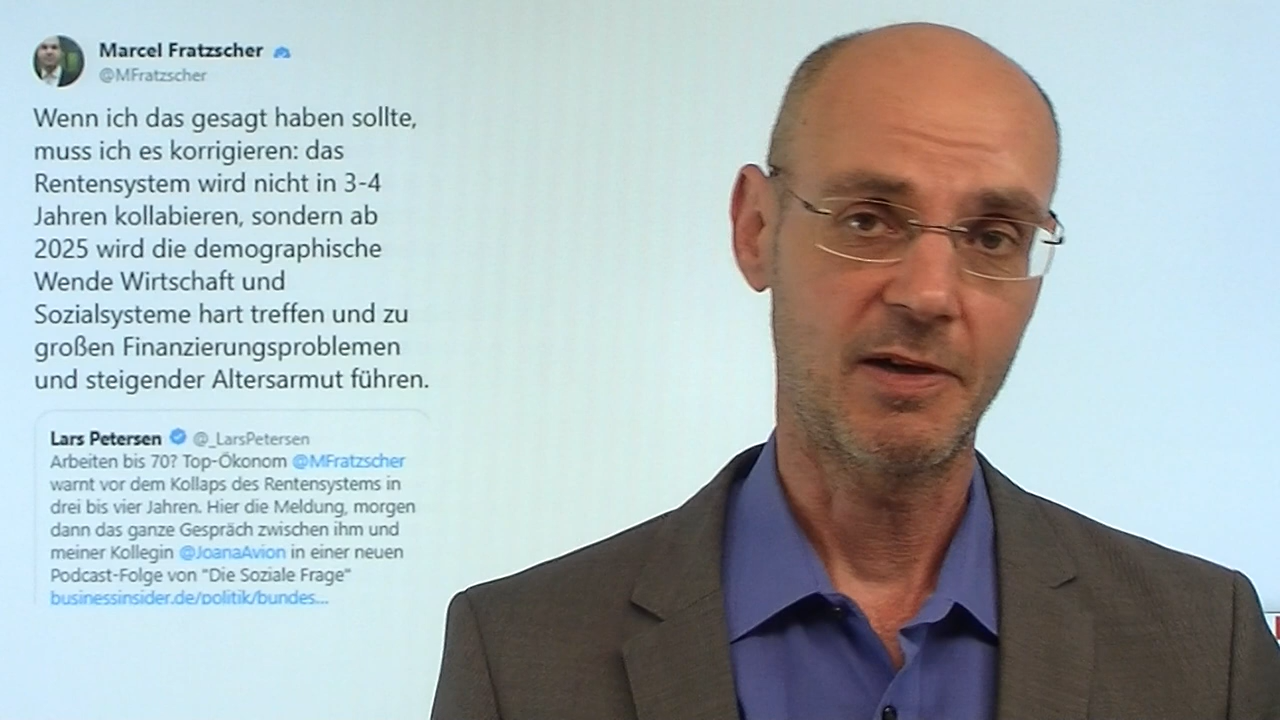 Marcel Fratzscher
@MFratzscher
Wenn ich das gesagt haben sollte,
muss ich es korrigieren: das
Rentensystem wird nicht in 3-4
Jahren kollabieren, sondern ab
2025 wird die demographische
Wende Wirtschaft und
Sozialsysteme hart treffen und zu
großen Finanzierungsproblemen
und steigender Altersarmut führen.
Lars Petersen @_LarsPetersen
Arbeiten bis 70? Top-Ökonom @MFratzscher
warnt vor dem Kollaps des Rentensystems in
drei bis vier Jahren. Hier die Meldung, morgen
dann das ganze Gespräch zwischen ihm und
meiner Kollegin @JoanaAvion in einer neuen
Podcast-Folge von "Die Soziale Frage"
businessinsider.de/politik/bundes...